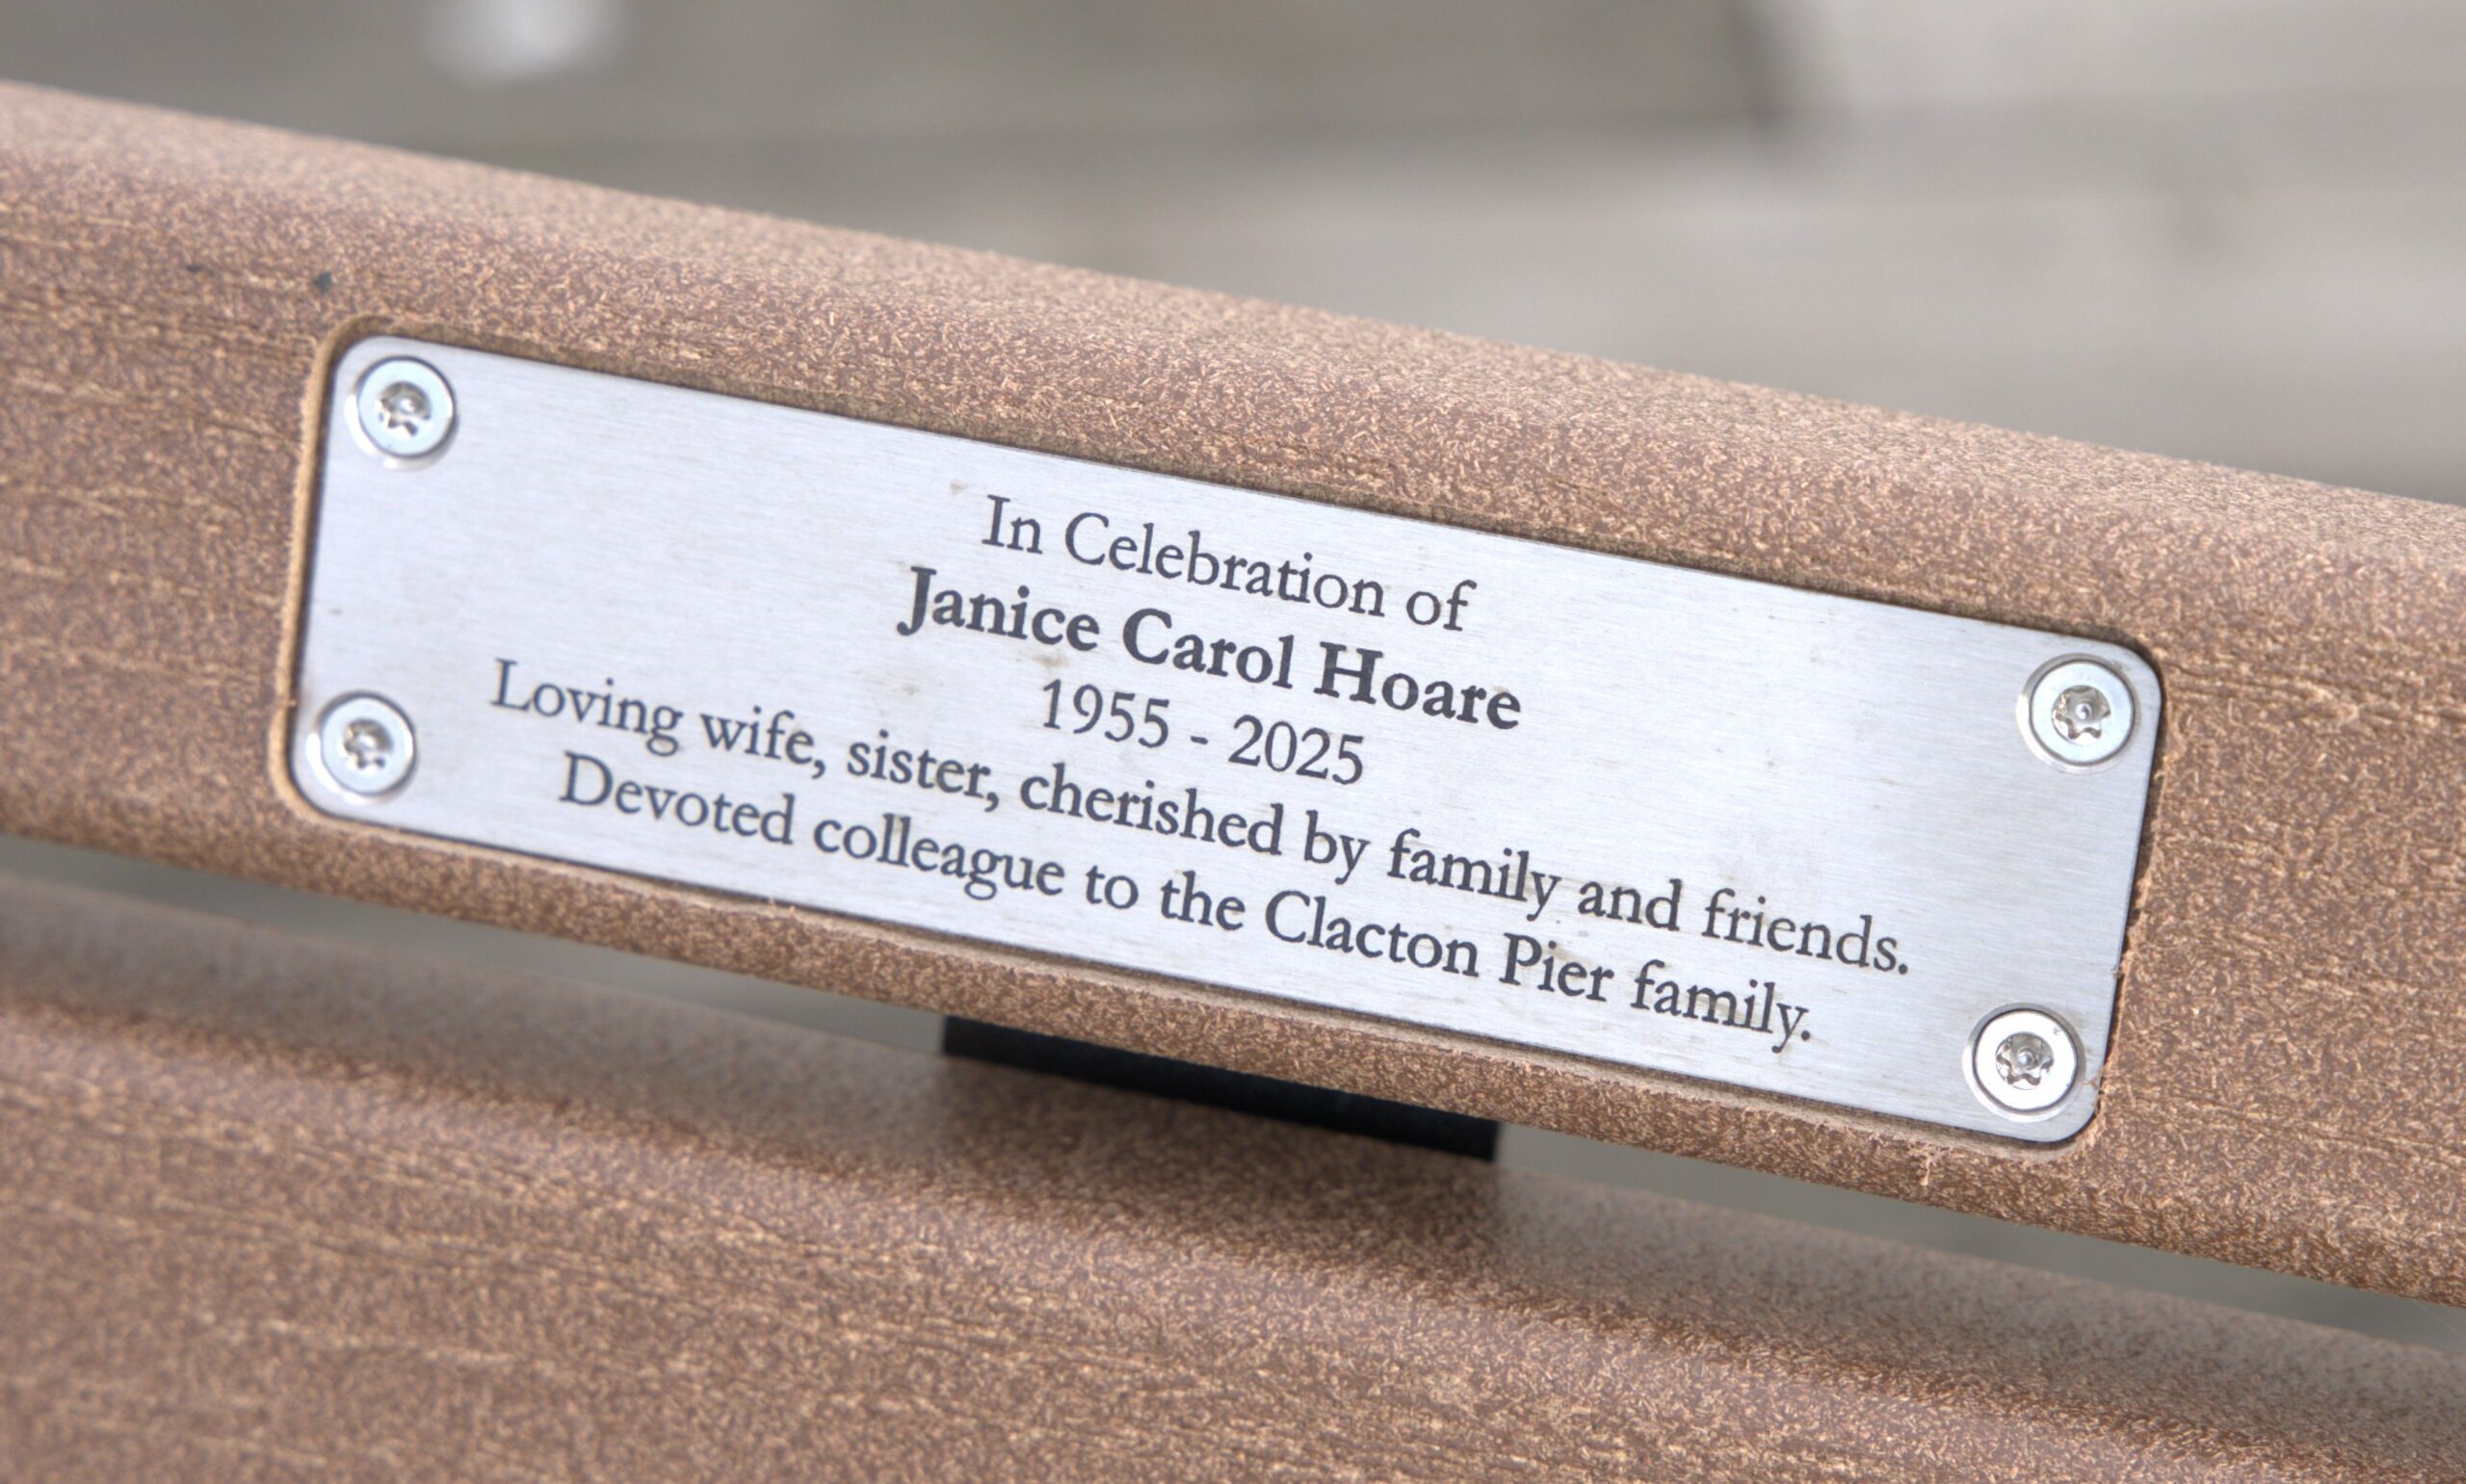 In Celebration of
Janice Carol Hoare
1955 - 2025
Loving wife, sister, cherished by family and friends.
Devoted colleague to the Clacton Pier family.